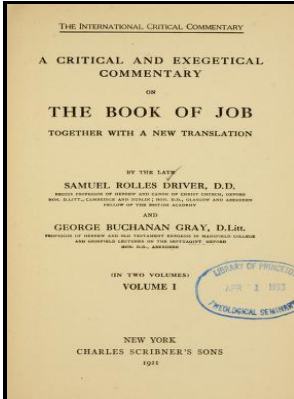 THE INTERNATIONAL CRITICAL COMMENTARY
A CRITICAL AND EXEGETICAL
COMMENTARY
ON
THE BOOK OF JOB
TOGETHER WITH A NEW TRANSLATION
BY THE LATE
SAMUEL ROLLES DRIVER, D.D.
REGIUS PROFESSOR OF HEBREW AND CANON OF CHRIST CHURCH, OXFORD
HON. D.LITT., CAMBRIDGE AND DUBLIN; HON. D.D., GLASGOW AND ABERDEEN
FELLOW OF THE BRITISH ACADEMY
AND
GEORGE BUCHANAN GRAY, D.Litt.
PROFESSOR OF HEBREW AND OLD TESTAMENT EXEGESIS IN MANSFIELD COLLEGE
AND GRINFIELD LECTURER ON THE SEPTUAGINT OXFORD
HON. D.D., ABERDEEN
(IN TWO VOLUMES)
VOLUME I
LIBRARY OF PRINCE
APR
THEOLOGICAL SEMINARY
NEW YORK
CHARLES SCRIBNER'S SONS
1921